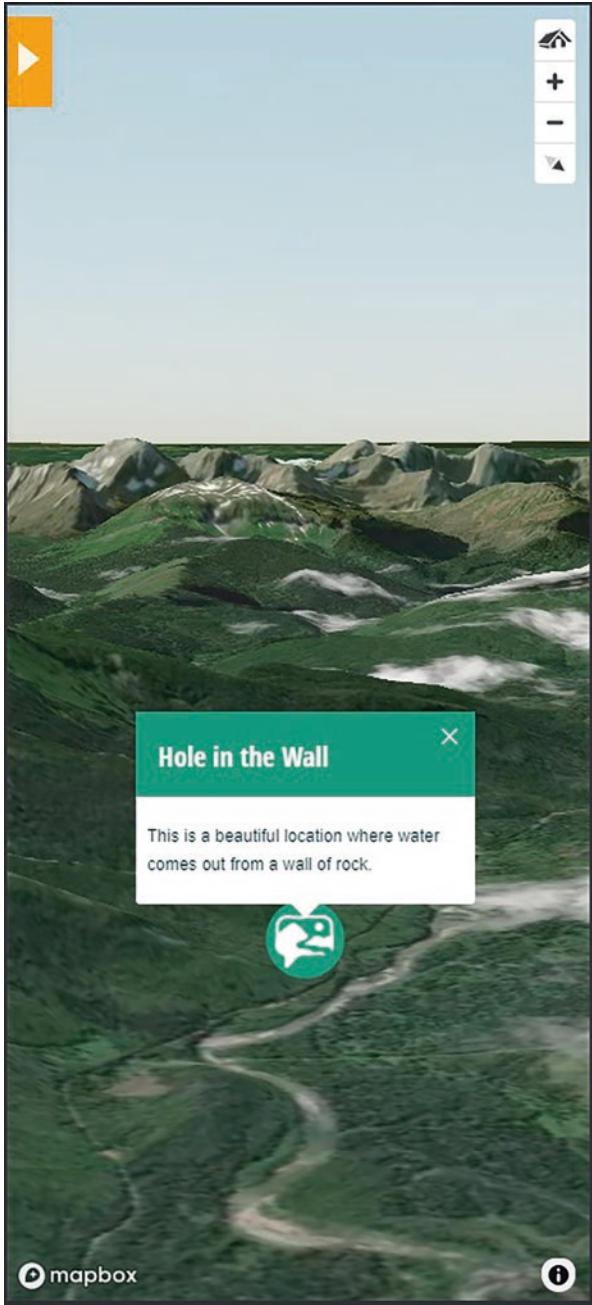 Hole in the Wall
This is a beautiful location where water
comes out from a wall of rock.
mapbox